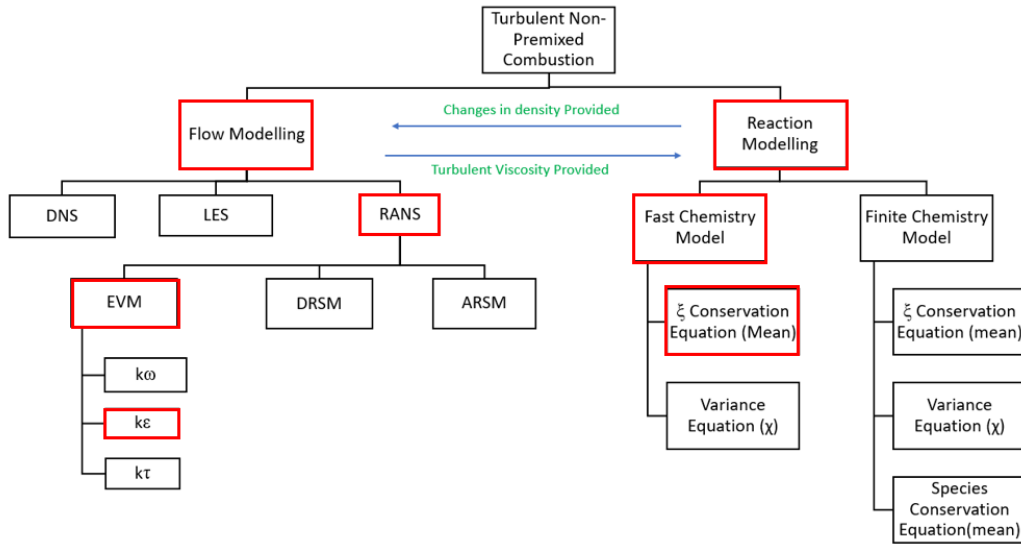 Turbulent Non-
Premixed
Combustion
Changes in density Provided
Flow Modelling
Reaction
Modelling
Turbulent Viscosity Provided
DNS
LES
RANS
Fast Chemistry
Model
Finite Chemistry
Model
EVM
DRSM
ARSM
ξ Conservation
Equation (Mean)
ξ Conservation
Equation (mean)
kω
kε
kτ
Variance
Equation (χ)
Variance
Equation (χ)
Species
Conservation
Equation(mean)